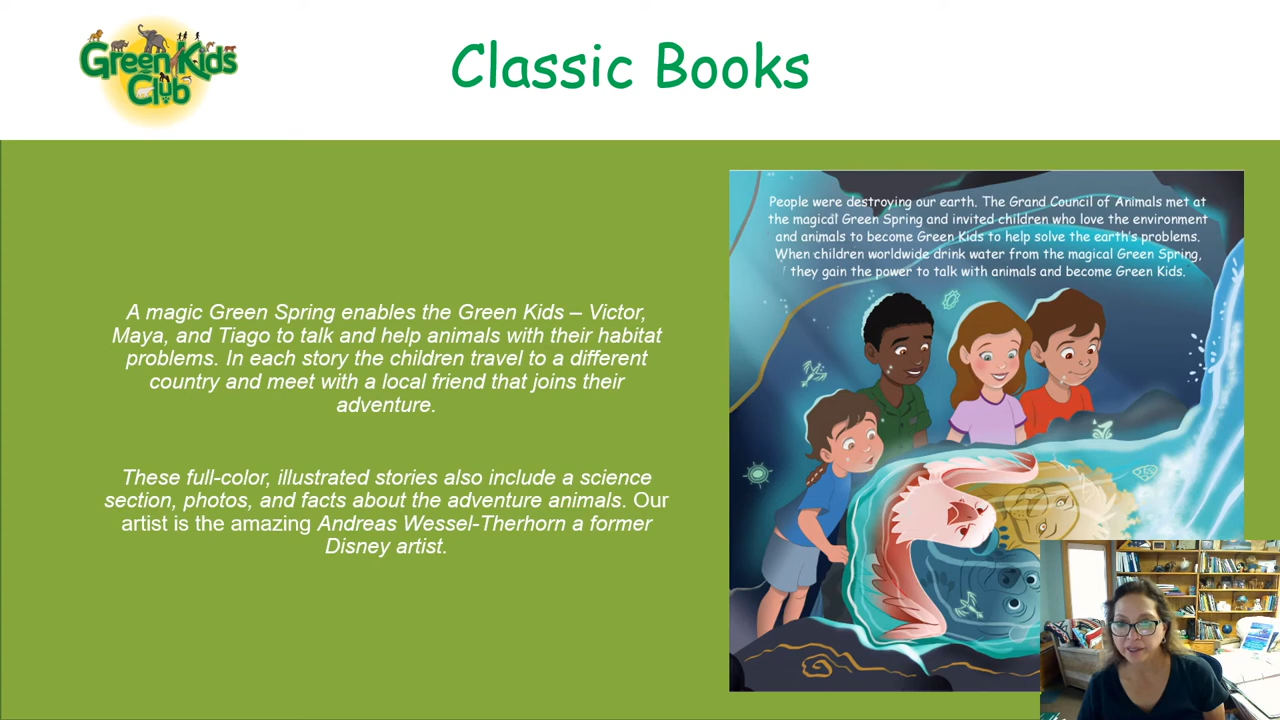 Green Kids
Club
Classic Books
A magic Green Spring enables the Green Kids – Victor,
Maya, and Tiago to talk and help animals with their habitat
problems. In each story the children travel to a different
country and meet with a local friend that joins their
adventure.
These full-color, illustrated stories also include a science
section, photos, and facts about the adventure animals. Our
artist is the amazing Andreas Wessel-Therhorn a former
Disney artist.
People were destroying our earth. The Grand Council of Animals met at
the magical Green Spring and invited children who love the environment
and animals to become Green Kids to help solve the earth's problems.
When children worldwide drink water from the magical Green Spring,
they gain the power to talk with animals and become Green Kids.